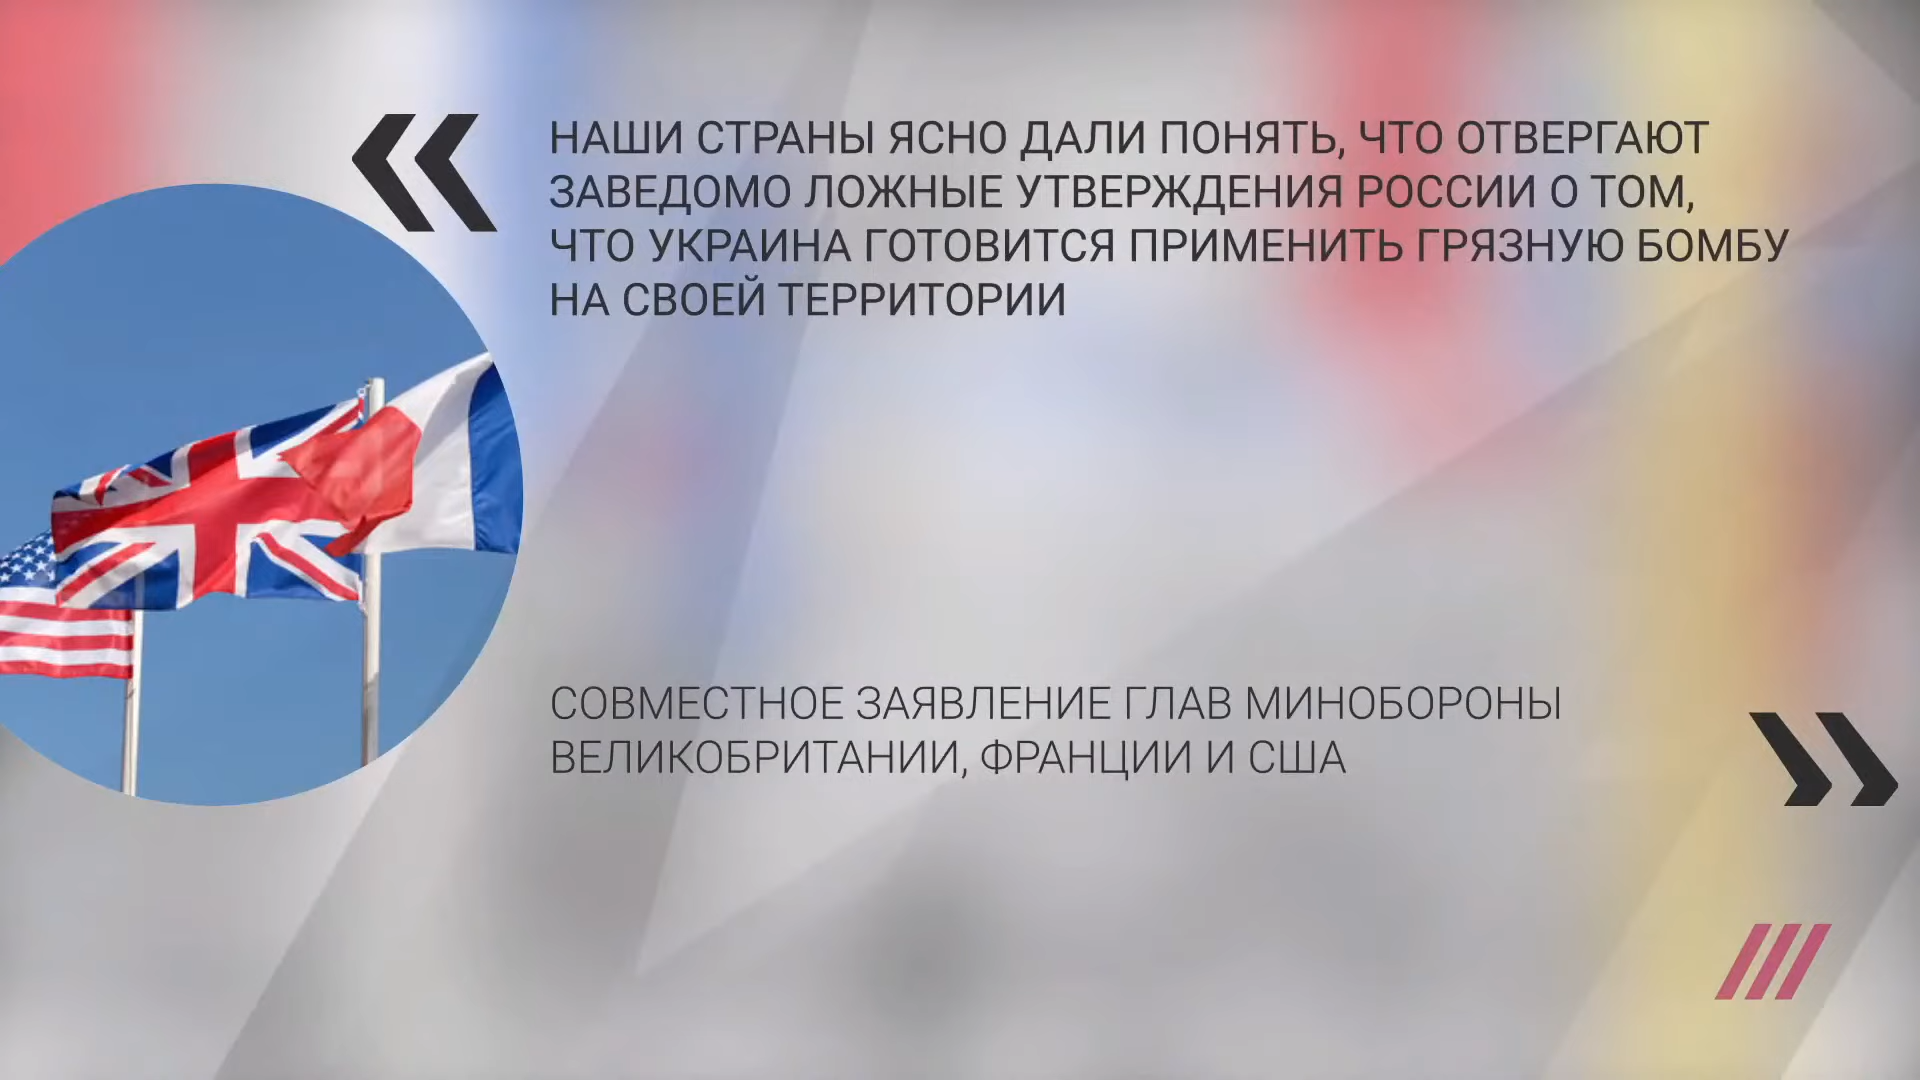 НАШИ СТРАНЫ ЯСНО ДАЛИ ПОНЯТЬ, ЧТО ОТВЕРГАЮТ
ЗАВЕДОМО ЛОЖНЫЕ УТВЕРЖДЕНИЯ РОССИИ О ТОМ,
ЧТО УКРАИНА ГОТОВИТСЯ ПРИМЕНИТЬ ГРЯЗНУЮ БОМБУ
НА СВОЕЙ ТЕРРИТОРИИ
СОВМЕСТНОЕ ЗАЯВЛЕНИЕ ГЛАВ МИНОБОРОНЫ
ВЕЛИКОБРИТАНИИ, ФРАНЦИИ И США